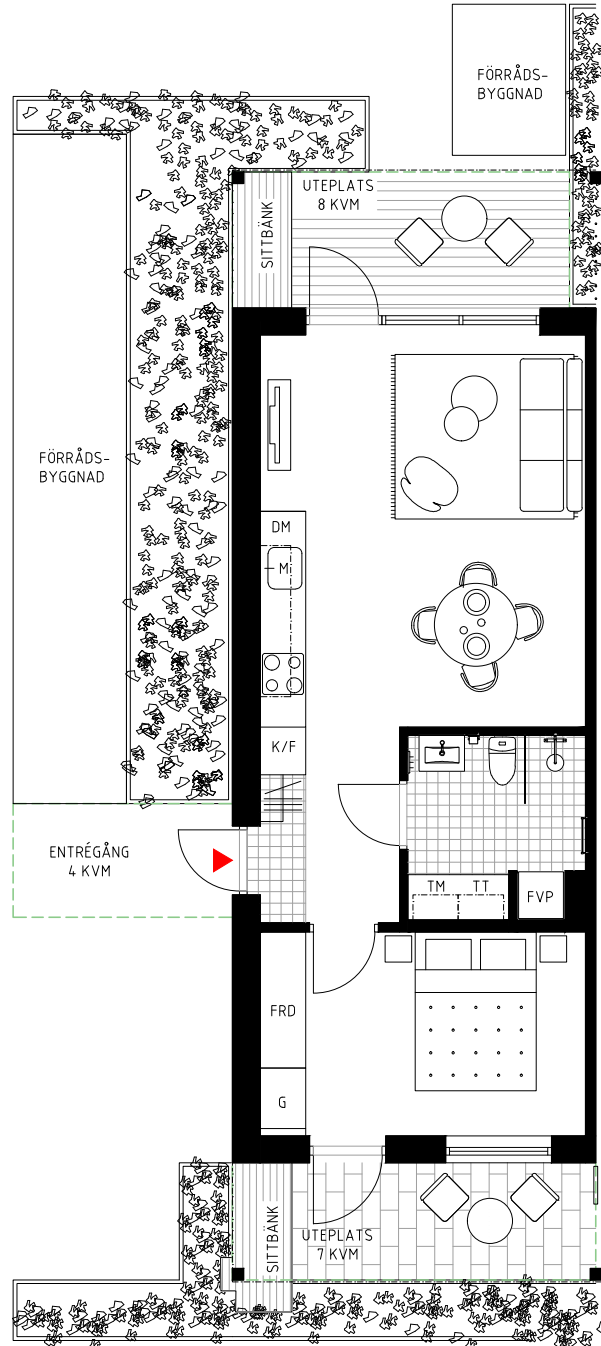 FÖRRÅDS-
BYGGNAD
UTEPLATS
8 KVM
SITTBÄNK
FÖRRÅDS-
BYGGNAD
DM
M
K/F
ENTRÉGÅNG
4 KVM
TM
TT
FVP
FRD
G
SITTBÄNK
UTEPLATS
7 KVM